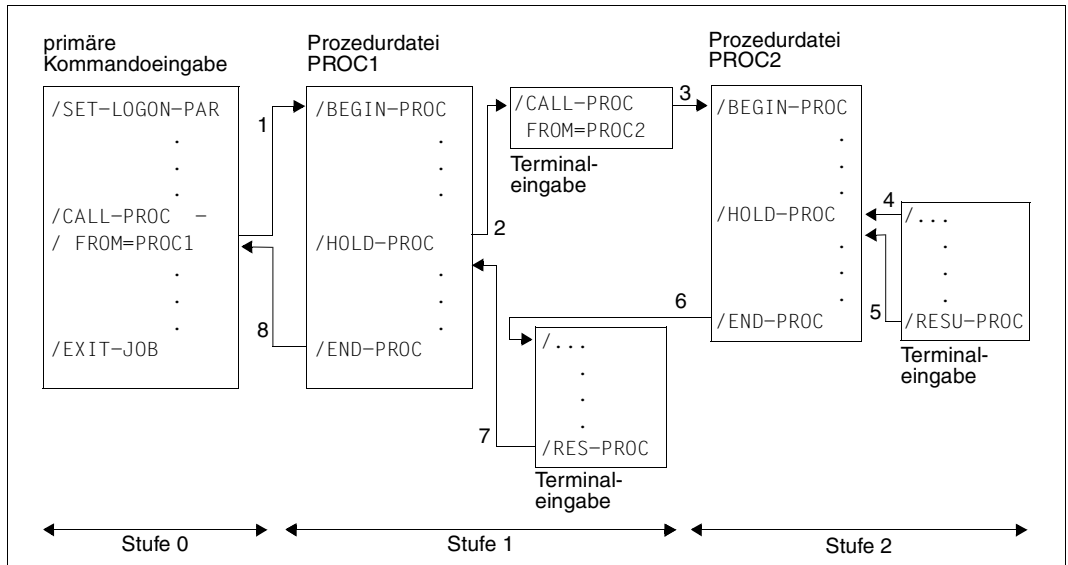 primäre
Kommandoeingabe
/SET-LOGON-PAR
.
.
.
/CALL-PROC -
/ FROM=PROC1
.
.
.
/EXIT-JOB
1
8
Prozedurdatei
PROC1
/BEGIN-PROC
.
.
.
/HOLD-PROC
.
.
.
/END-PROC
2
/CALL-PROC
FROM=PROC2
Terminal-
eingabe
3
Prozedurdatei
PROC2
/BEGIN-PROC
.
.
.
/HOLD-PROC
.
.
.
/END-PROC
4
/...
.
.
.
/RESU-PROC
5
Terminal-
eingabe
6
/...
.
.
.
/RES-PROC
7
Terminal-
eingabe
Stufe 0
Stufe 1
Stufe 2